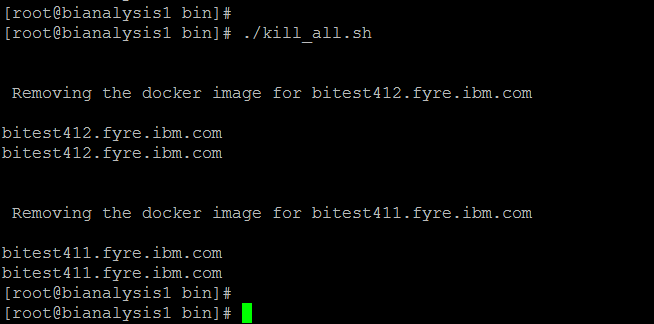 [root@bianalysis1 bin]#
[root@bianalysis1 bin]# ./kill_all.sh
Removing the docker image for bitest412.fyre.ibm.com
bitest412.fyre.ibm.com
bitest412.fyre.ibm.com
Removing the docker image for bitest411.fyre.ibm.com
bitest411.fyre.ibm.com
bitest411.fyre.ibm.com
[root@bianalysis1 bin]#
[root@bianalysis1 bin]#